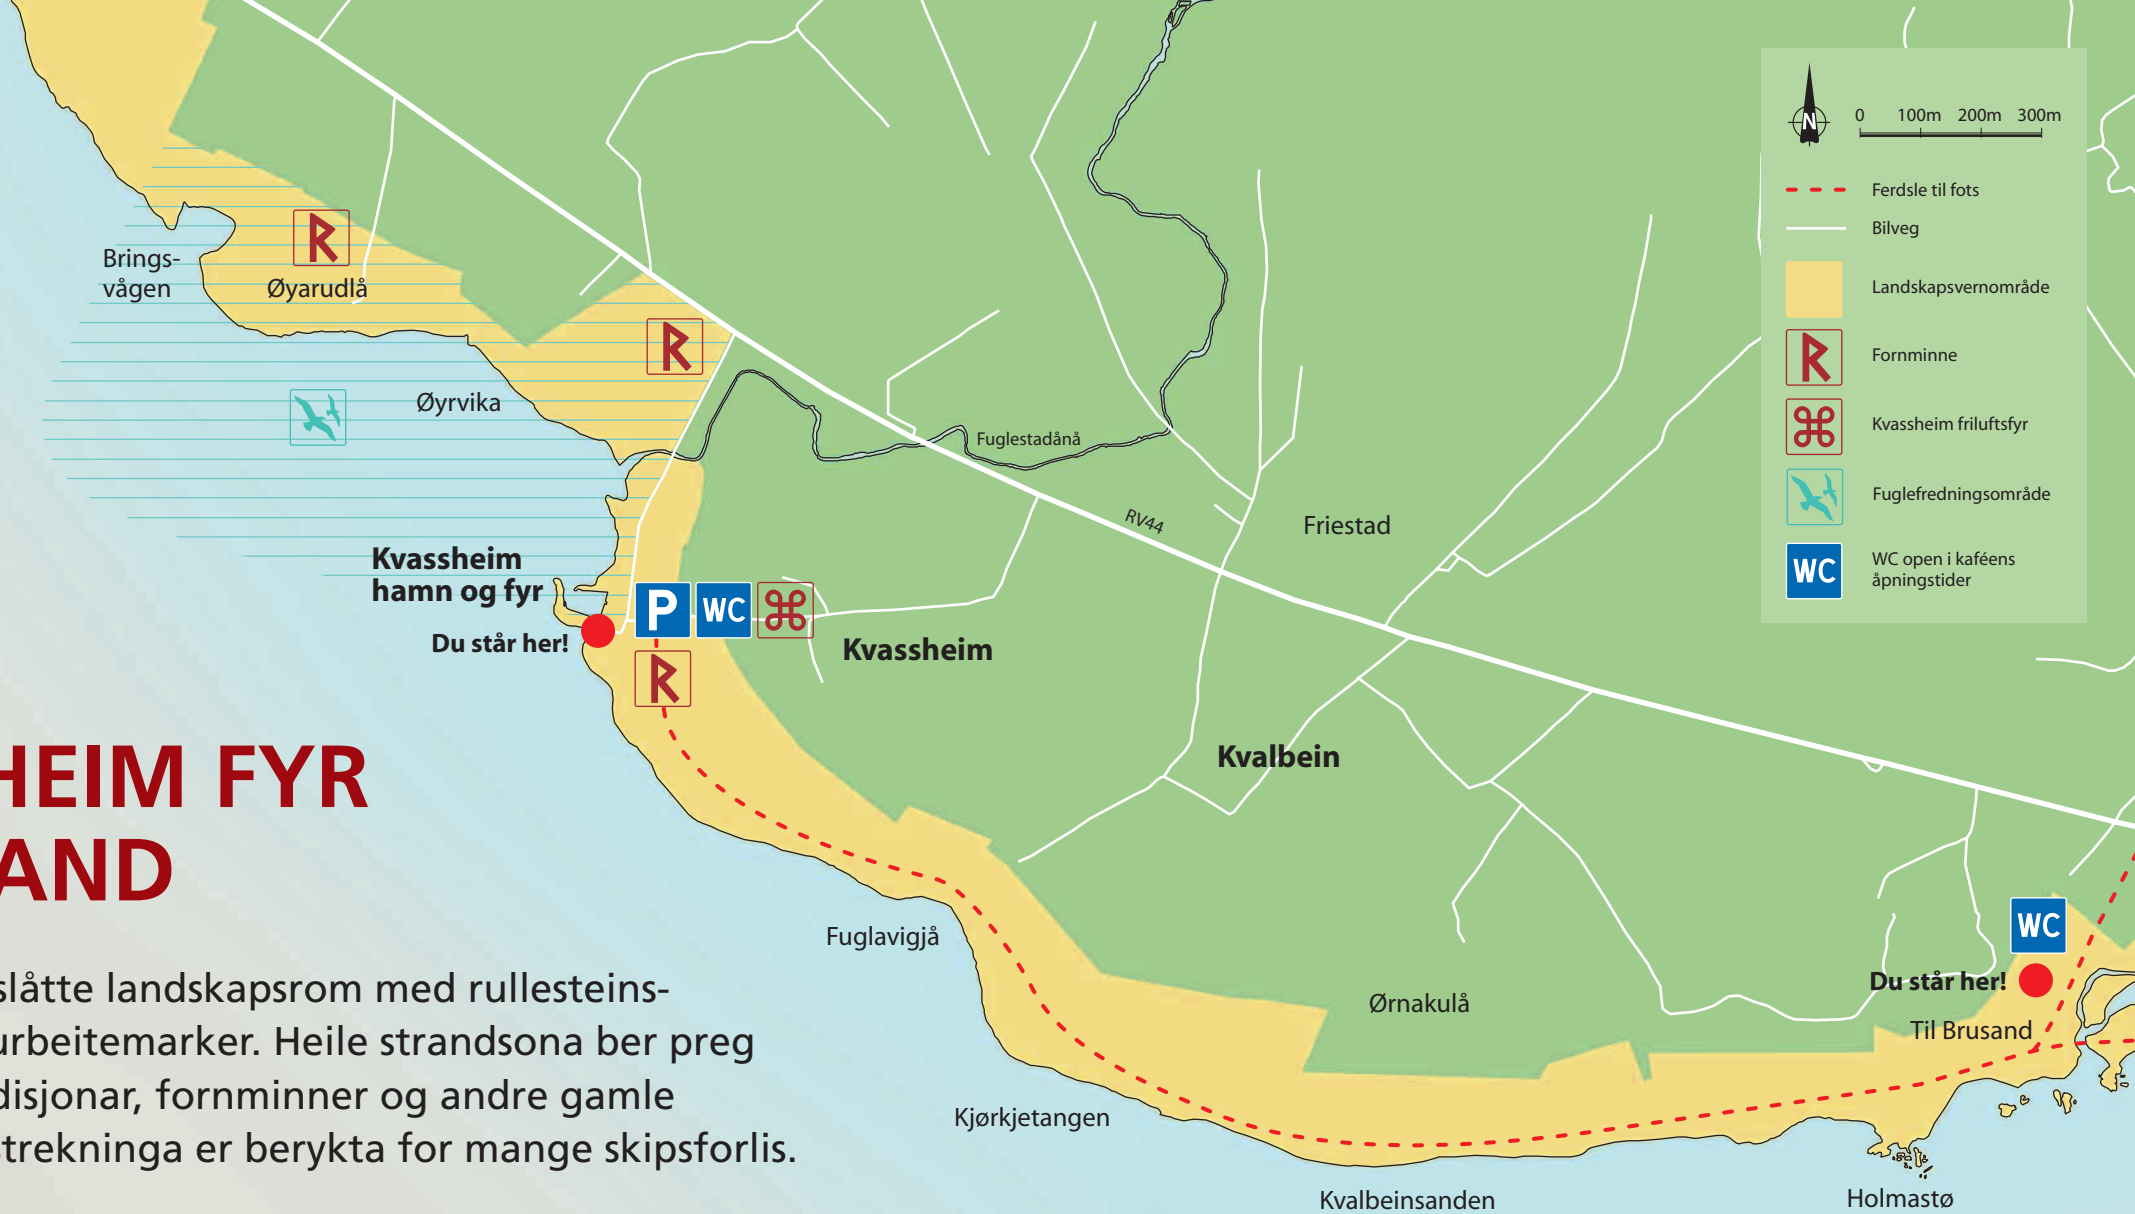 Brings-
vågen
Øyarudlå
Øyrvika
Fuglestadånå
RV44
Friestad
Kvassheim
hamn og fyr
Du står her!
P
WC
Kvassheim
Kvalbein
HEIM FYR
AND
slåtte landskapsrom med rullesteins-
urbeitemarker. Heile strandsona ber preg
disjonar, fornminner og andre gamle
strekninga er berykta for mange skipsforlis.
Fuglavigjå
Kjørkjetangen
Ørnakulå
Kvalbeinsanden
Holmastø
WC
Du står her!
Til Brusand
N
0 100m 200m 300m
Ferdsle til fots
Bilveg
Landskapsvernområde
Fornminne
Kvassheim friluftsfyr
Fuglefredningsområde
WC
WC open i kaféens
åpningstider